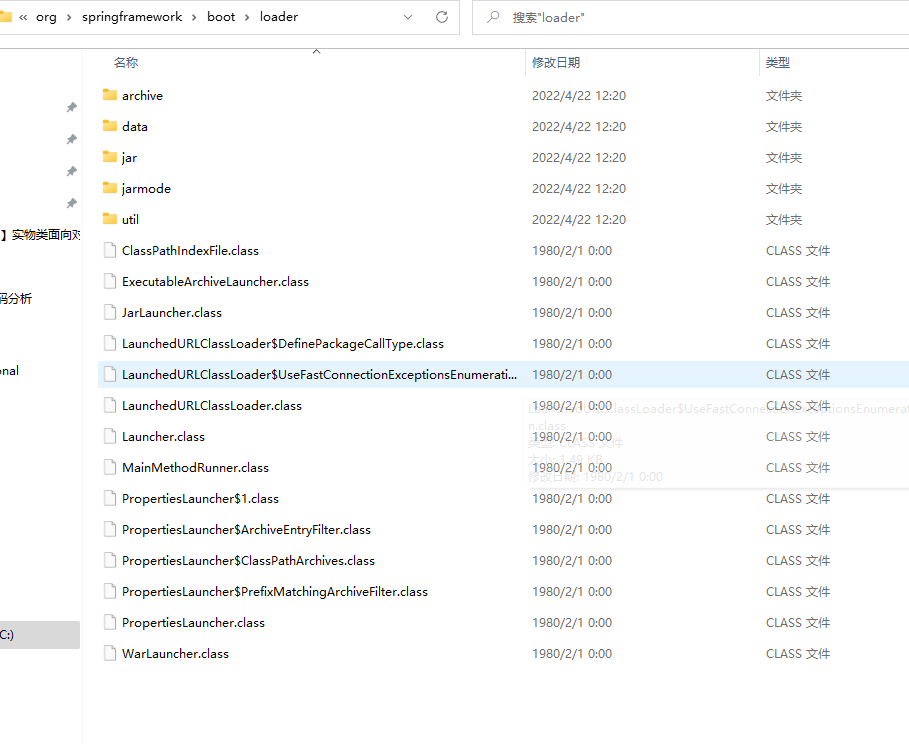 « org › springframework › boot › loader
搜索"loader"
名称 修改日期 类型
archive 2022/4/22 12:20 文件夹
data 2022/4/22 12:20 文件夹
jar 2022/4/22 12:20 文件夹
jarmode 2022/4/22 12:20 文件夹
util 2022/4/22 12:20 文件夹
】实物类面向对
ClassPathIndexFile.class 1980/2/1 0:00 CLASS 文件
ExecutableArchiveLauncher.class 1980/2/1 0:00 CLASS 文件
码分析
JarLauncher.class 1980/2/1 0:00 CLASS 文件
LaunchedURLClassLoader$DefinePackageCallType.class 1980/2/1 0:00 CLASS 文件
onal
LaunchedURLClassLoader$UseFastConnectionExceptionsEnumerati... 1980/2/1 0:00 CLASS 文件
LaunchedURLClassLoader.class 1980/2/1 0:00 CLASS 文件
LaunchedURLClassLoader$UseFastConnectionExceptionsEnumerati
n.class
Launcher.class 1980/2/1 0:00 CLASS 文件
类型: CLASS 文件
大小: 1.49 KB
MainMethodRunner.class 1980/2/1 0:00 CLASS 文件
修改日期: 1980/2/1 0:00
PropertiesLauncher$1.class 1980/2/1 0:00 CLASS 文件
PropertiesLauncher$ArchiveEntryFilter.class 1980/2/1 0:00 CLASS 文件
PropertiesLauncher$ClassPathArchives.class 1980/2/1 0:00 CLASS 文件
PropertiesLauncher$PrefixMatchingArchiveFilter.class 1980/2/1 0:00 CLASS 文件
PropertiesLauncher.class 1980/2/1 0:00 CLASS 文件
C:)
WarLauncher.class 1980/2/1 0:00 CLASS 文件